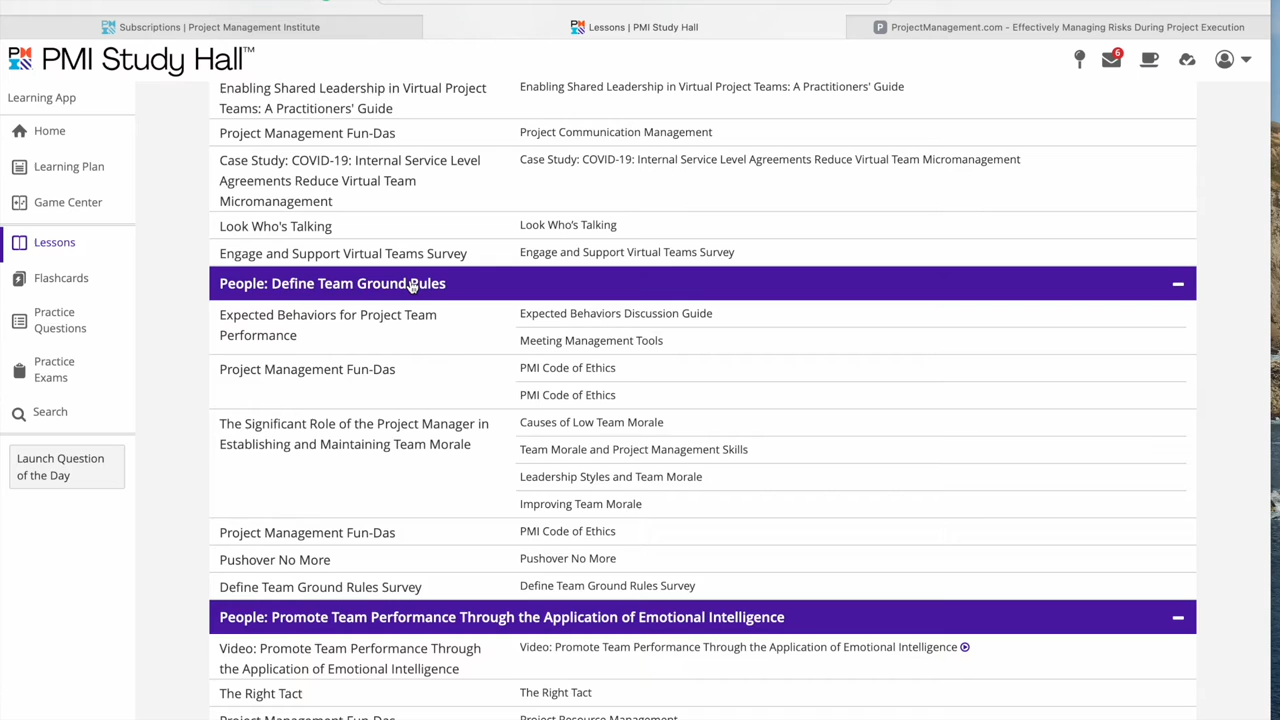 Subscriptions | Project Management Institute
Lessons | PMI Study Hall
ProjectManagement.com - Effectively Managing Risks During Project Execution
PMI Study Hall™
6
Learning App
Home
Learning Plan
Game Center
Lessons
Flashcards
Practice
Questions
Practice
Exams
Search
Launch Question
of the Day
Enabling Shared Leadership in Virtual Project
Teams: A Practitioners' Guide
Enabling Shared Leadership in Virtual Project Teams: A Practitioners' Guide
Project Management Fun-Das
Project Communication Management
Case Study: COVID-19: Internal Service Level
Agreements Reduce Virtual Team
Micromanagement
Case Study: COVID-19: Internal Service Level Agreements Reduce Virtual Team Micromanagement
Look Who's Talking
Look Who's Talking
Engage and Support Virtual Teams Survey
Engage and Support Virtual Teams Survey
People: Define Team Ground Rules
Expected Behaviors for Project Team
Performance
Expected Behaviors Discussion Guide
Meeting Management Tools
Project Management Fun-Das
PMI Code of Ethics
PMI Code of Ethics
The Significant Role of the Project Manager in
Establishing and Maintaining Team Morale
Causes of Low Team Morale
Team Morale and Project Management Skills
Leadership Styles and Team Morale
Improving Team Morale
Project Management Fun-Das
PMI Code of Ethics
Pushover No More
Pushover No More
Define Team Ground Rules Survey
Define Team Ground Rules Survey
People: Promote Team Performance Through the Application of Emotional Intelligence
Video: Promote Team Performance Through
the Application of Emotional Intelligence
Video: Promote Team Performance Through the Application of Emotional Intelligence
The Right Tact
The Right Tact
Project Management Fun-Das
Project Resource Management